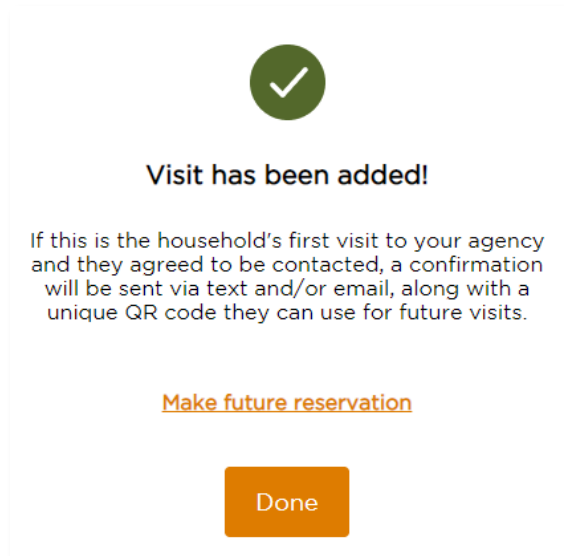 Visit has been added!
If this is the household's first visit to your agency
and they agreed to be contacted, a confirmation
will be sent via text and/or email, along with a
unique QR code they can use for future visits.
Make future reservation
Done